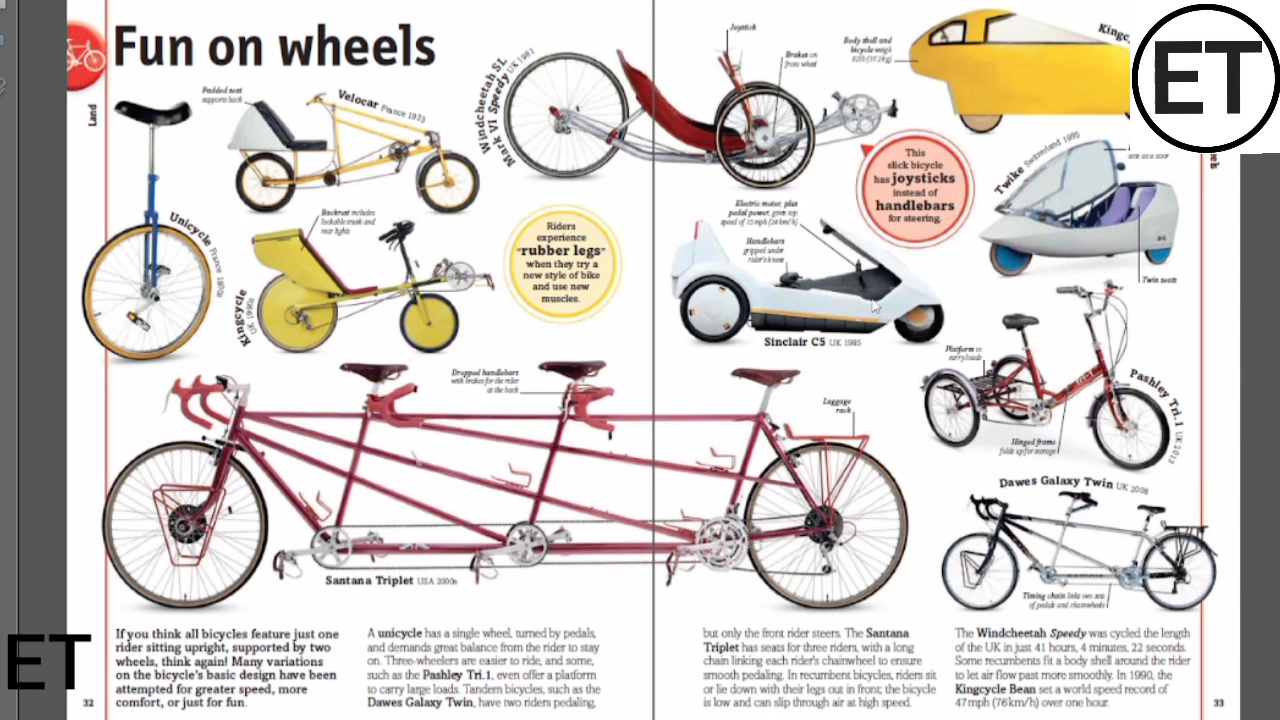 Fun on wheels
Land
Padded seat
supports back
Velocar France 1933
Windcheetah SL
Mark VI Speedy UK 1981
Joystick
Brakes on
front wheel
Body shell and
bicycle weigh
ET
This
slick bicycle
has joysticks
instead of
handlebars
for steering.
Twike Switzerland 1995
Twin seats
Unicycle France 1970s
Backrest includes
lockable trunk and
rear lights
Kingcycle
UK 1990s
Riders
experience
"rubber legs"
when they try a
new style of bike
and use new
muscles.
Electric motor, plus
pedal power, gives top
speed of 15 mph (24 km/h)
Handlebars
gripped under
rider's knees
Sinclair C5 UK 1985
Platform to
carry loads
Pashley Tri.1 UK 2012
Hinged frame
folds up for storage
Dropped handlebars
with brakes for the rider
at the back
Luggage
rack
Santana Triplet USA 2000s
Dawes Galaxy Twin UK 2008
Timing chain links two sets
of pedals and chainwheels
If you think all bicycles feature just one
rider sitting upright, supported by two
wheels, think again! Many variations
on the bicycle's basic design have been
attempted for greater speed, more
comfort, or just for fun.
A unicycle has a single wheel, turned by pedals,
and demands great balance from the rider to stay
on. Three-wheelers are easier to ride, and some,
such as the Pashley Tri.1, even offer a platform
to carry large loads. Tandem bicycles, such as the
Dawes Galaxy Twin, have two riders pedaling,
but only the front rider steers. The Santana
Triplet has seats for three riders, with a long
chain linking each rider's chainwheel to ensure
smooth pedaling. In recumbent bicycles, riders sit
or lie down with their legs out in front; the bicycle
is low and can slip through air at high speed.
The Windcheetah Speedy was cycled the length
of the UK in just 41 hours, 4 minutes, 22 seconds.
Some recumbents fit a body shell around the rider
to let air flow past more smoothly. In 1990, the
Kingcycle Bean set a world speed record of
47 mph (76 km/h) over one hour.
ET
32
33